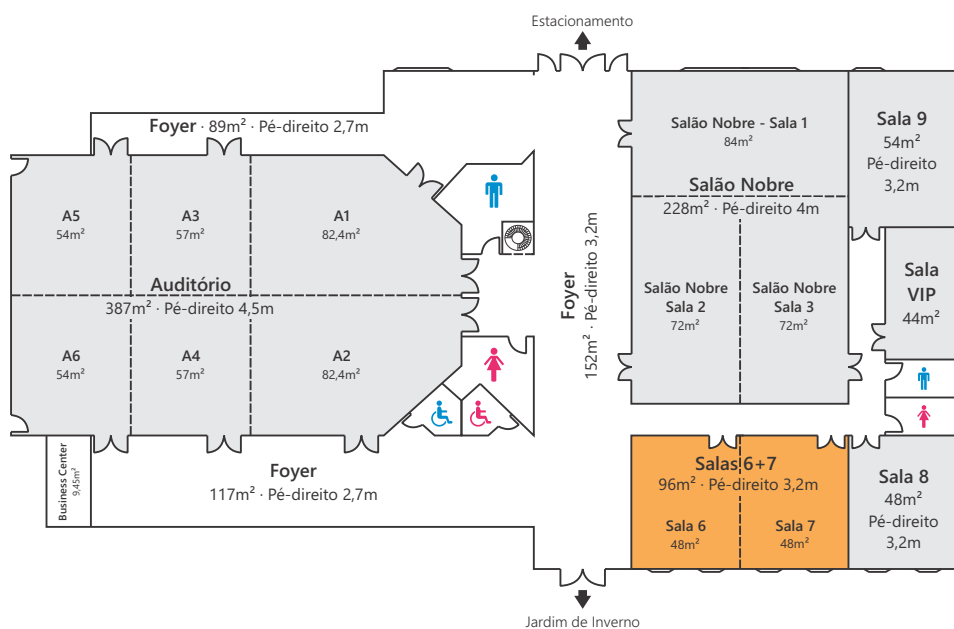 Estacionamento
Foyer · 89m² · Pé-direito 2,7m
A5
54m²
A3
57m²
A1
82,4m²
Auditório
387m² · Pé-direito 4,5m
A6
54m²
A4
57m²
A2
82,4m²
Business Center
9,45m²
Foyer
117m² · Pé-direito 2,7m
Foyer
152m² · Pé-direito 3,2m
Salão Nobre - Sala 1
84m²
Salão Nobre
228m² · Pé-direito 4m
Salão Nobre
Sala 2
72m²
Salão Nobre
Sala 3
72m²
Sala 9
54m²
Pé-direito
3,2m
Sala
VIP
44m²
Salas 6+7
96m² · Pé-direito 3,2m
Sala 6
48m²
Sala 7
48m²
Sala 8
48m²
Pé-direito
3,2m
Jardim de Inverno